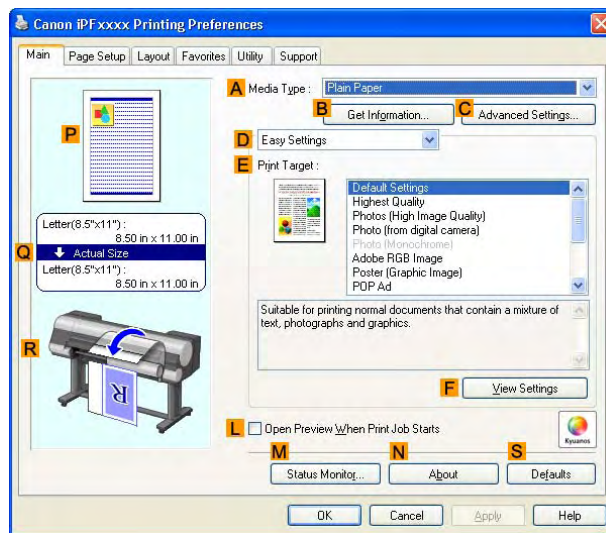 Canon iPFxxxx Printing Preferences
Main Page Setup Layout Favorites Utility Support
A Media Type : Plain Paper
B Get Information... C Advanced Settings...
D Easy Settings
E Print Target :
P
Default Settings
Highest Quality
Photos (High Image Quality)
Photo (from digital camera)
Photo (Monochrome)
Adobe RGB Image
Poster (Graphic Image)
POP Ad
Letter(8.5"x11") :
8.50 in x 11.00 in
Q Actual Size
Letter(8.5"x11") :
8.50 in x 11.00 in
Suitable for printing normal documents that contain a mixture of
text, photographs and graphics.
R
R
F View Settings
L Open Preview When Print Job Starts
Kyuanos
M Status Monitor... N About S Defaults
OK Cancel Apply Help